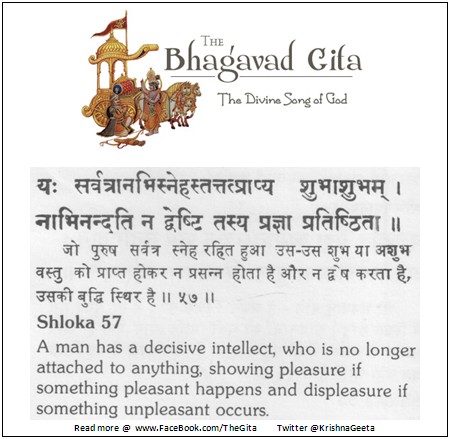 THE
Bhagavad Gita
The Divine Song of God
यः सर्वत्रानभिस्नेहस्तत्तत्प्राप्य शुभाशुभम् ।
नाभिनन्दति न द्वेष्टि तस्य प्रज्ञा प्रतिष्ठिता ॥
जो पुरुष सर्वत्र स्नेह रहित हुआ उस-उस शुभ या अशुभ
वस्तु को प्राप्त होकर न प्रसन्न होता है और न द्वेष करता है,
उसकी बुद्धि स्थिर है ॥ ५७ ॥
Shloka 57
A man has a decisive intellect, who is no longer
attached to anything, showing pleasure if
something pleasant happens and displeasure if
something unpleasant occurs.
Read more @ www.FaceBook.com/TheGita Twitter @KrishnaGeeta